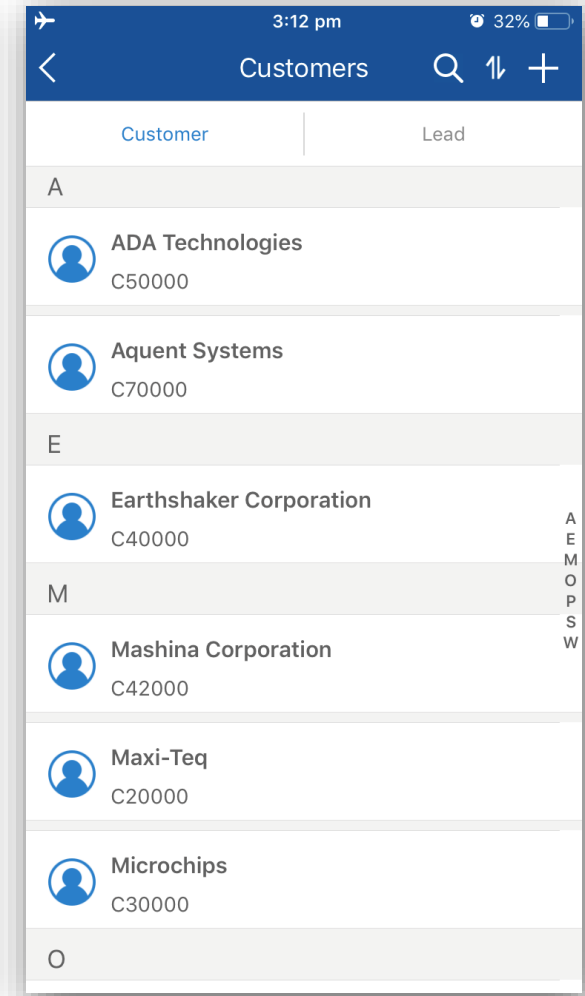 3:12 pm
32%
Customers
Customer
Lead
A
ADA Technologies
C50000
Aquent Systems
C70000
E
Earthshaker Corporation
C40000
M
Mashina Corporation
C42000
Maxi-Teq
C20000
Microchips
C30000
O
A
E
M
O
P
S
W